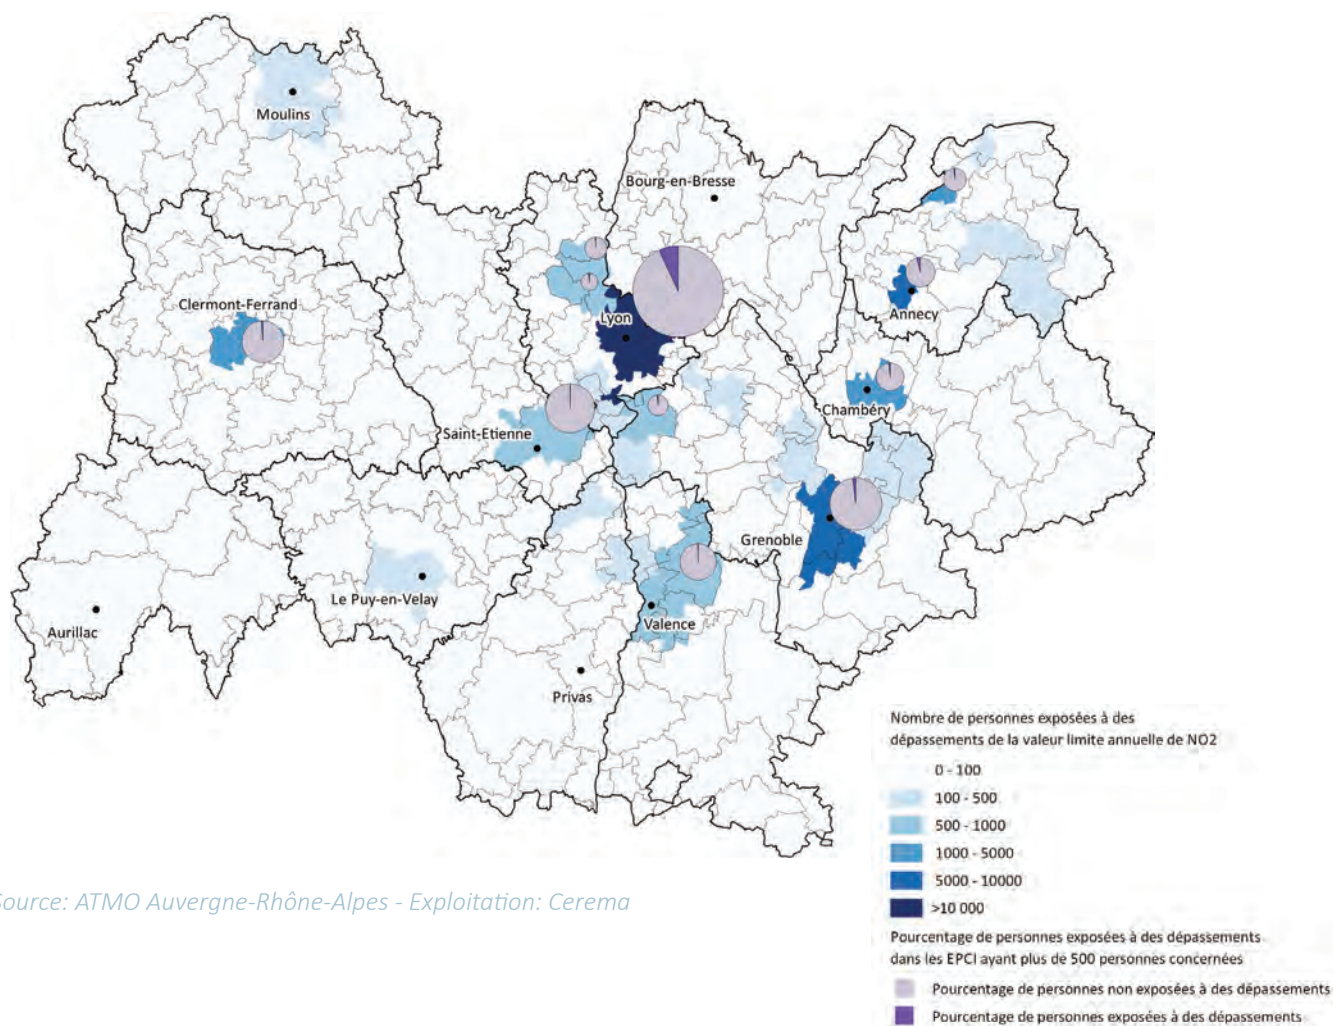 Moulins
Bourg-en-Bresse
Clermont-Ferrand
Lyon
Annecy
Chambéry
Saint-Etienne
Grenoble
Le Puy-en-Velay
Aurillac
Valence
Privas
Nombre de personnes exposées à des
dépassements de la valeur limite annuelle de NO2
0 - 100
100 - 500
500 - 1000
1000 - 5000
5000 - 10000
>10 000
Source: ATMO Auvergne-Rhône-Alpes - Exploitation: Cerema
Pourcentage de personnes exposées à des dépassements
dans les EPCI ayant plus de 500 personnes concernées
Pourcentage de personnes non exposées à des dépassements
Pourcentage de personnes exposées à des dépassements